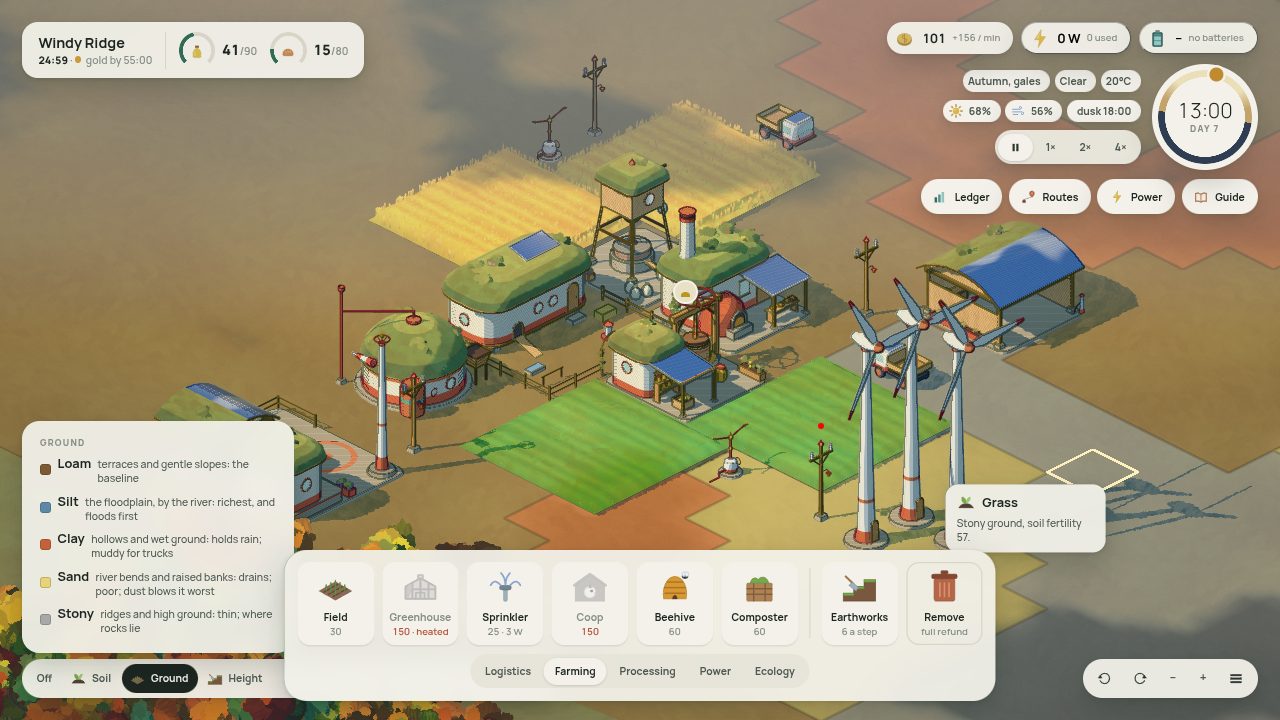 Windy Ridge
24:59 · gold by 55:00
41/90
15/80
101 +156 / min
0 W 0 used
– no batteries
Autumn, gales
Clear
20°C
68%
56%
dusk 18:00
13:00
DAY 7
1×
2×
4×
Ledger
Routes
Power
Guide
GROUND
Loam terraces and gentle slopes: the
baseline
Silt the floodplain, by the river: richest, and
floods first
Clay hollows and wet ground: holds rain;
muddy for trucks
Sand river bends and raised banks: drains;
poor; dust blows it worst
Stony ridges and high ground: thin; where
rocks lie
Grass
Stony ground, soil fertility
57.
Field
30
Greenhouse
150 · heated
Sprinkler
25 · 3 W
Coop
150
Beehive
60
Composter
60
Earthworks
6 a step
Remove
full refund
Logistics
Farming
Processing
Power
Ecology
Off
Soil
Ground
Height